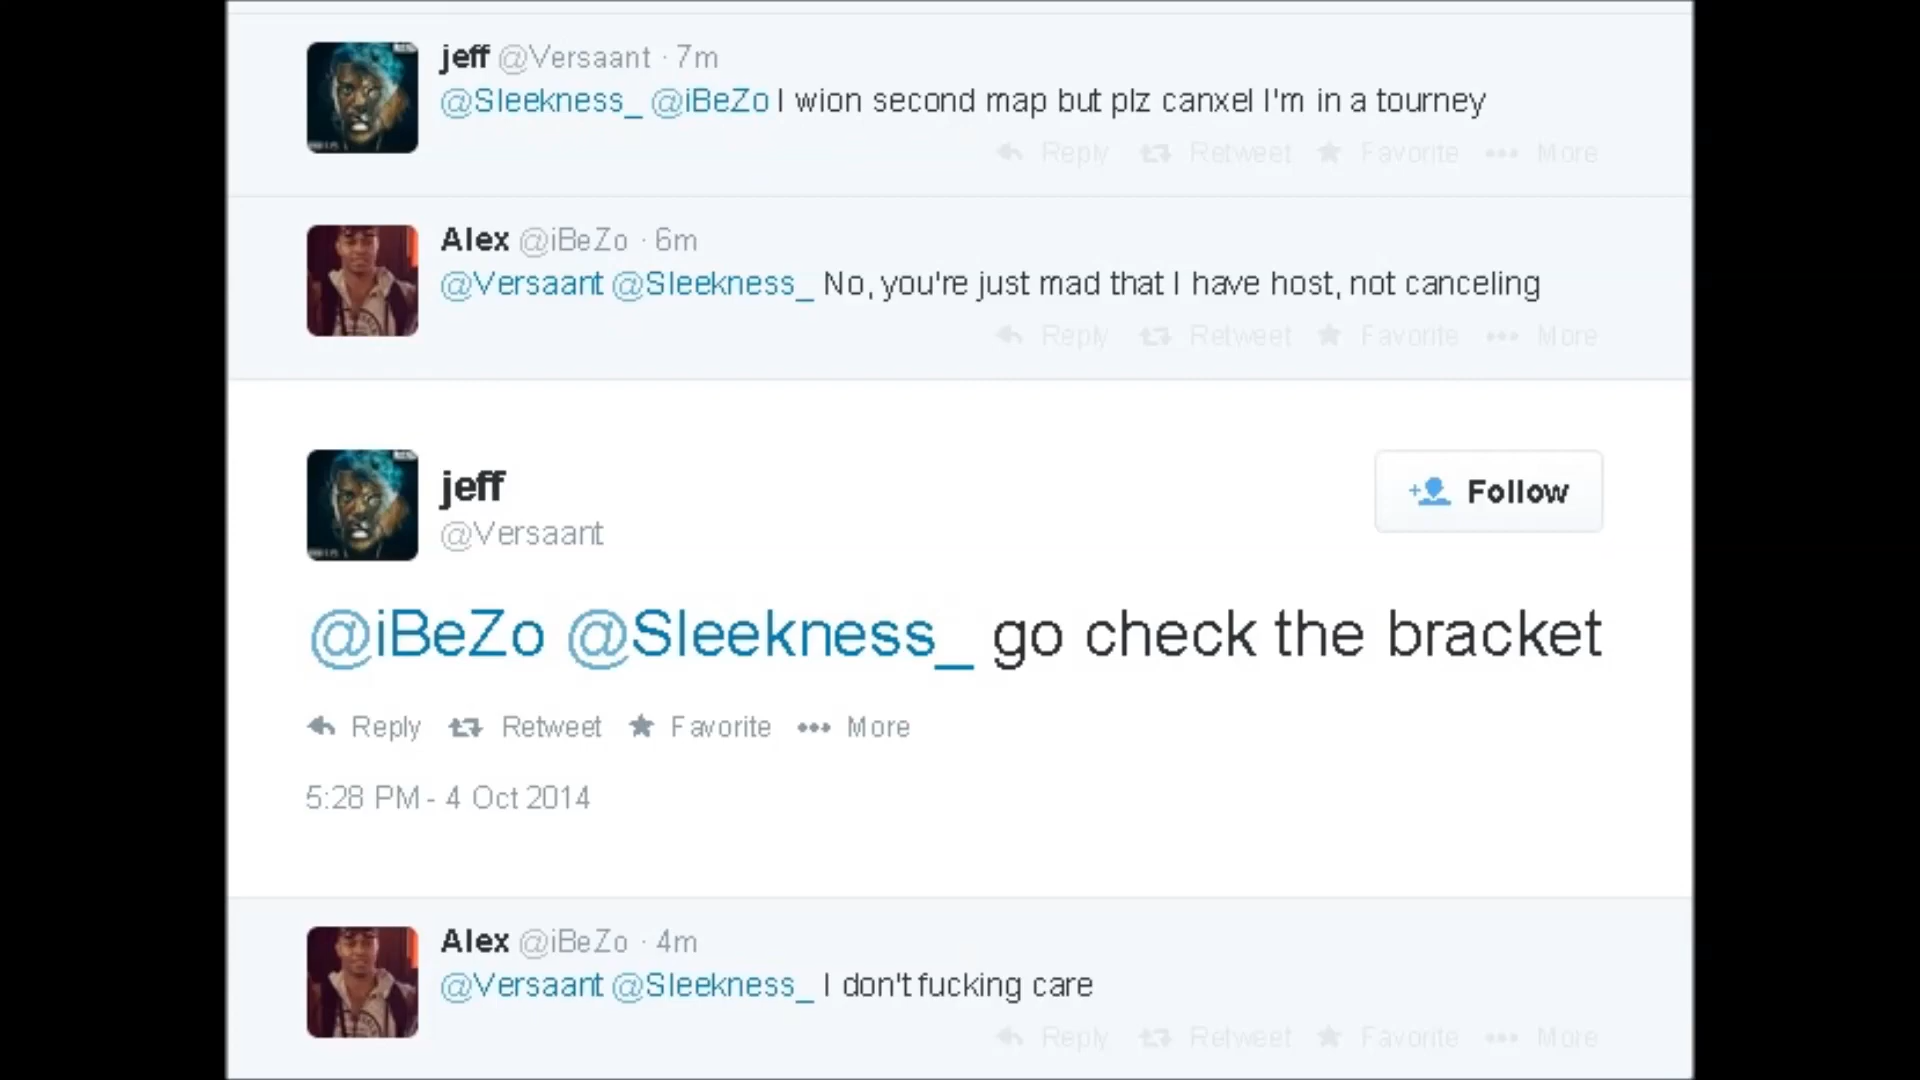 jeff @Versaant · 7m
@Sleekness_ @iBeZo I wion second map but plz canxel I'm in a tourney
Reply Retweet Favorite More
Alex @iBeZo · 6m
@Versaant @Sleekness_ No, you're just mad that I have host, not canceling
Reply Retweet Favorite More
jeff
@Versaant
Follow
@iBeZo @Sleekness_ go check the bracket
Reply Retweet Favorite More
5:28 PM - 4 Oct 2014
Alex @iBeZo · 4m
@Versaant @Sleekness_ I don't fucking care
Reply Retweet Favorite More